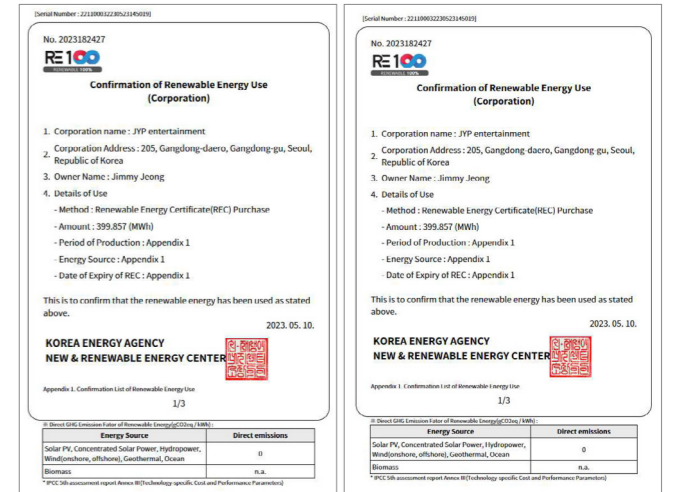 [Serial Number : 221100032230523145019]
No. 2023182427
RE100
RENEWABLE 100%
Confirmation of Renewable Energy Use
(Corporation)
1. Corporation name : JYP entertainment
2. Corporation Address : 205, Gangdong-daero, Gangdong-gu, Seoul,
Republic of Korea
3. Owner Name : Jimmy Jeong
4. Details of Use
- Method : Renewable Energy Certificate(REC) Purchase
- Amount : 399.857 (MWh)
- Period of Production : Appendix 1
- Energy Source : Appendix 1
- Date of Expiry of REC : Appendix 1
This is to confirm that the renewable energy has been used as stated
above.
2023. 05. 10.
KOREA ENERGY AGENCY
NEW & RENEWABLE ENERGY CENTER
Appendix 1. Confirmation List of Renewable Energy Use
1/3
※ Direct GHG Emission Fator of Renewable Energy(gCO2eq / kWh) :
Energy Source Direct emissions
Solar PV, Concentrated Solar Power, Hydropower,
Wind(onshore, offshore), Geothermal, Ocean 0
Biomass n.a.
* IPCC 5th assessment report Annex III(Technology-specific Cost and Performance Parameters)
[Serial Number : 221100032230523145019]
No. 2023182427
RE100
RENEWABLE 100%
Confirmation of Renewable Energy Use
(Corporation)
1. Corporation name : JYP entertainment
2. Corporation Address : 205, Gangdong-daero, Gangdong-gu, Seoul,
Republic of Korea
3. Owner Name : Jimmy Jeong
4. Details of Use
- Method : Renewable Energy Certificate(REC) Purchase
- Amount : 399.857 (MWh)
- Period of Production : Appendix 1
- Energy Source : Appendix 1
- Date of Expiry of REC : Appendix 1
This is to confirm that the renewable energy has been used as stated
above.
2023. 05. 10.
KOREA ENERGY AGENCY
NEW & RENEWABLE ENERGY CENTER
Appendix 1. Confirmation List of Renewable Energy Use
1/3
※ Direct GHG Emission Fator of Renewable Energy(gCO2eq / kWh) :
Energy Source Direct emissions
Solar PV, Concentrated Solar Power, Hydropower,
Wind(onshore, offshore), Geothermal, Ocean 0
Biomass n.a.
* IPCC 5th assessment report Annex III(Technology-specific Cost and Performance Parameters)